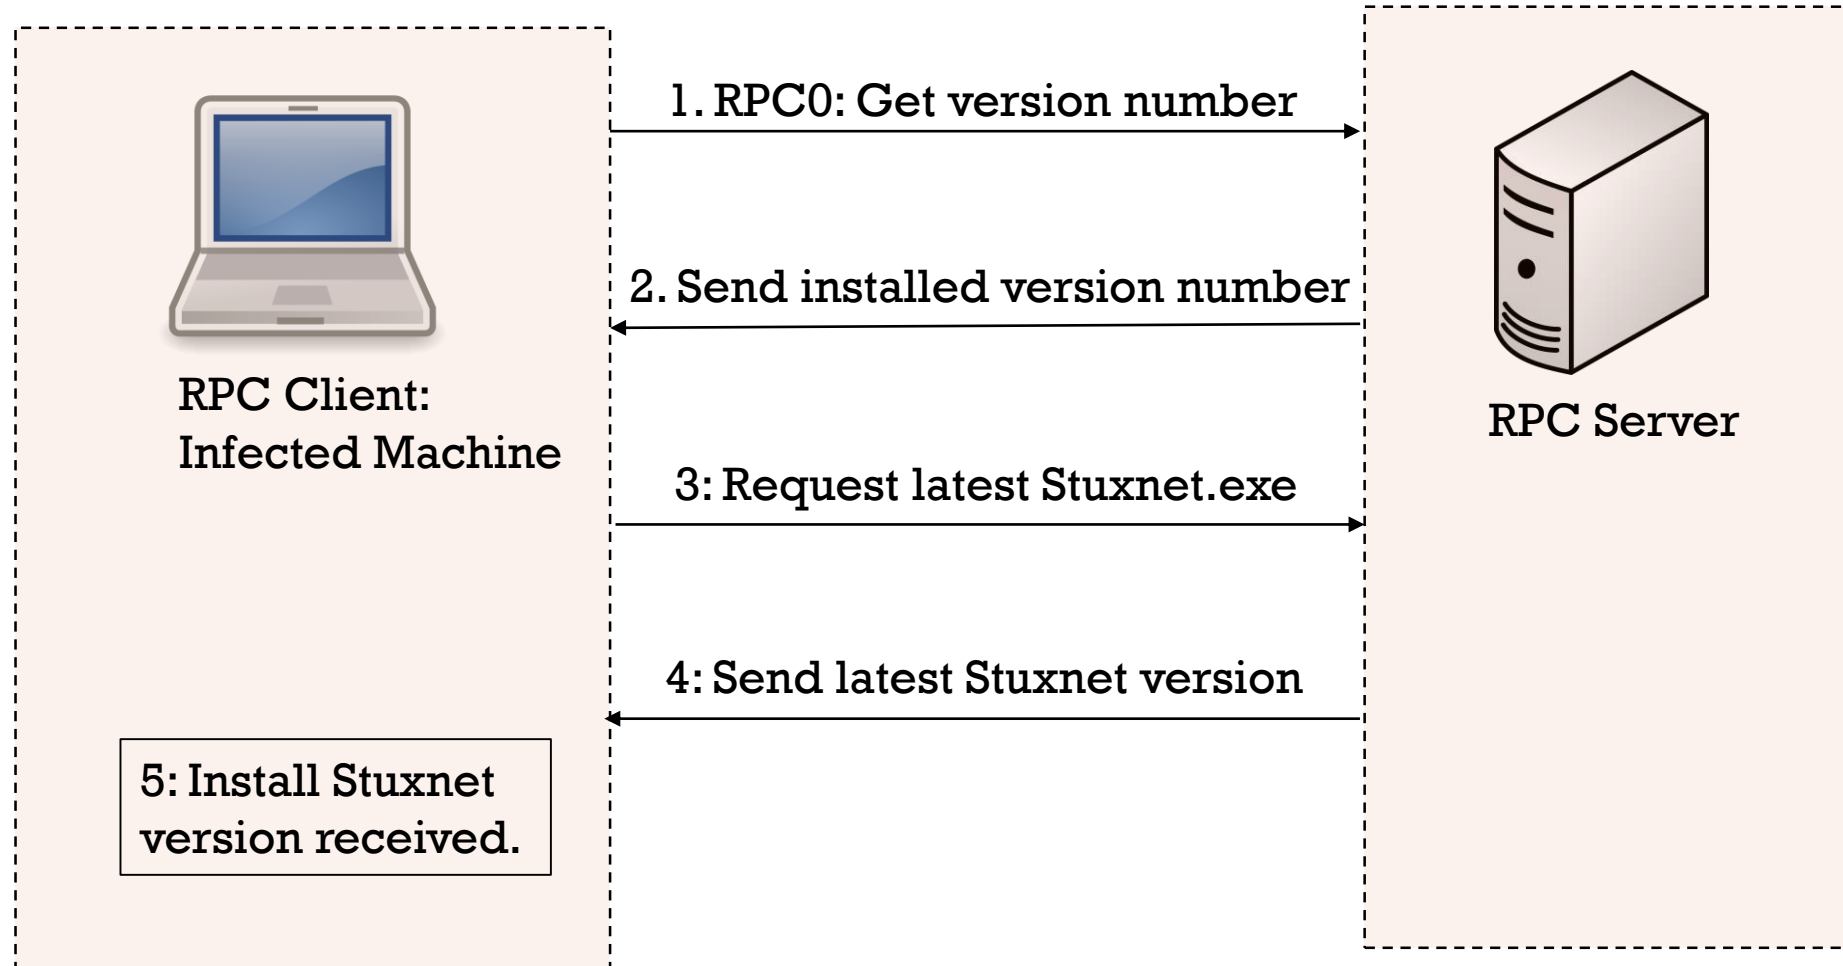 1. RPC0: Get version number
2. Send installed version number
RPC Client:
Infected Machine
RPC Server
3: Request latest Stuxnet.exe
4: Send latest Stuxnet version
5: Install Stuxnet
version received.